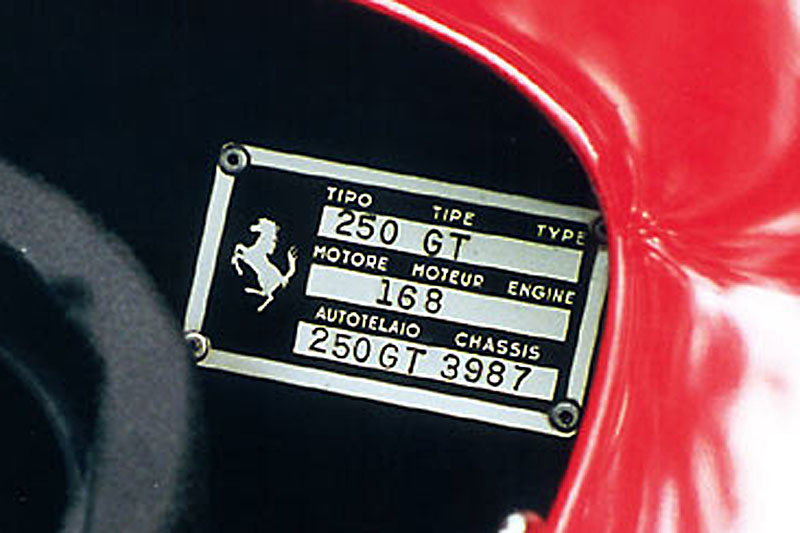 TIPO TIPE TYPE
250 GT
MOTORE MOTEUR ENGINE
168
AUTOTELAIO CHASSIS
250GT 3987